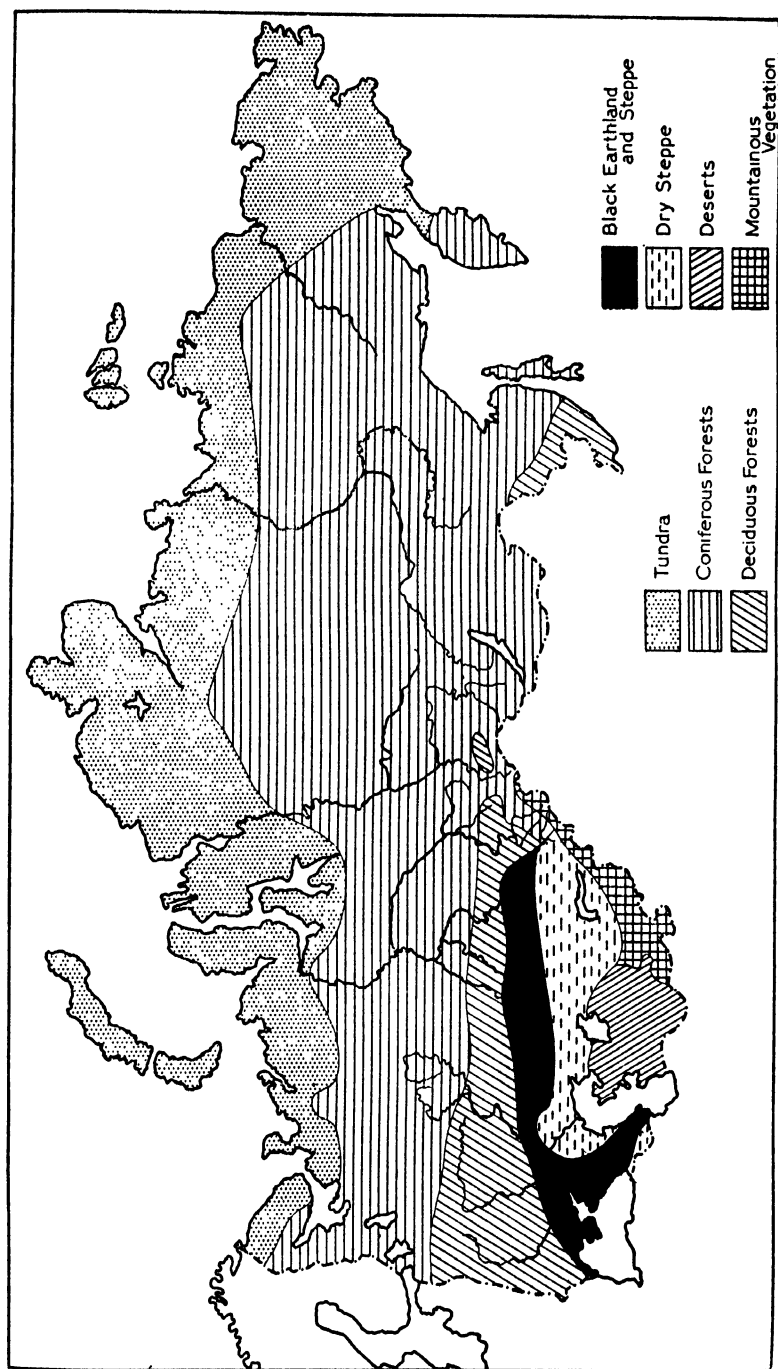 Tundra
Coniferous Forests
Deciduous Forests
Black Earthland
and Steppe
Dry Steppe
Deserts
Mountainous
Vegetation